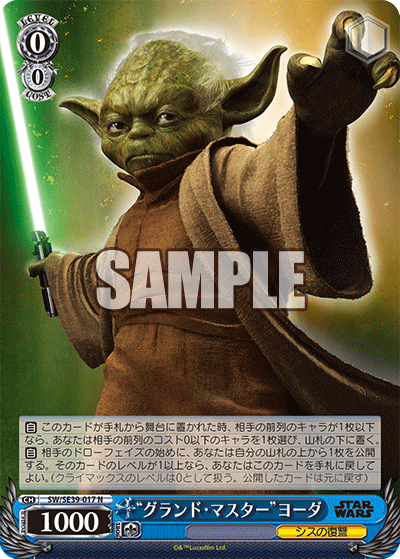 LEVEL
0
0
COST
SAMPLE
自 このカードが手札から舞台に置かれた時、相手の前列のキャラが1枚以下
なら、あなたは相手の前列のコスト0以下のキャラを1枚選び、山札の下に置く。
自 相手のドローフェイズの始めに、あなたは自分の山札の上から1枚を公開
する。そのカードのレベルが1以上なら、あなたはこのカードを手札に戻して
よい。(クライマックスのレベルは0として扱う。公開したカードは元に戻す)
CH SW/SE39-017 N
1000
“グランド・マスター”ヨーダ
STAR WARS
シスの復讐
©&™Lucasfilm Ltd.